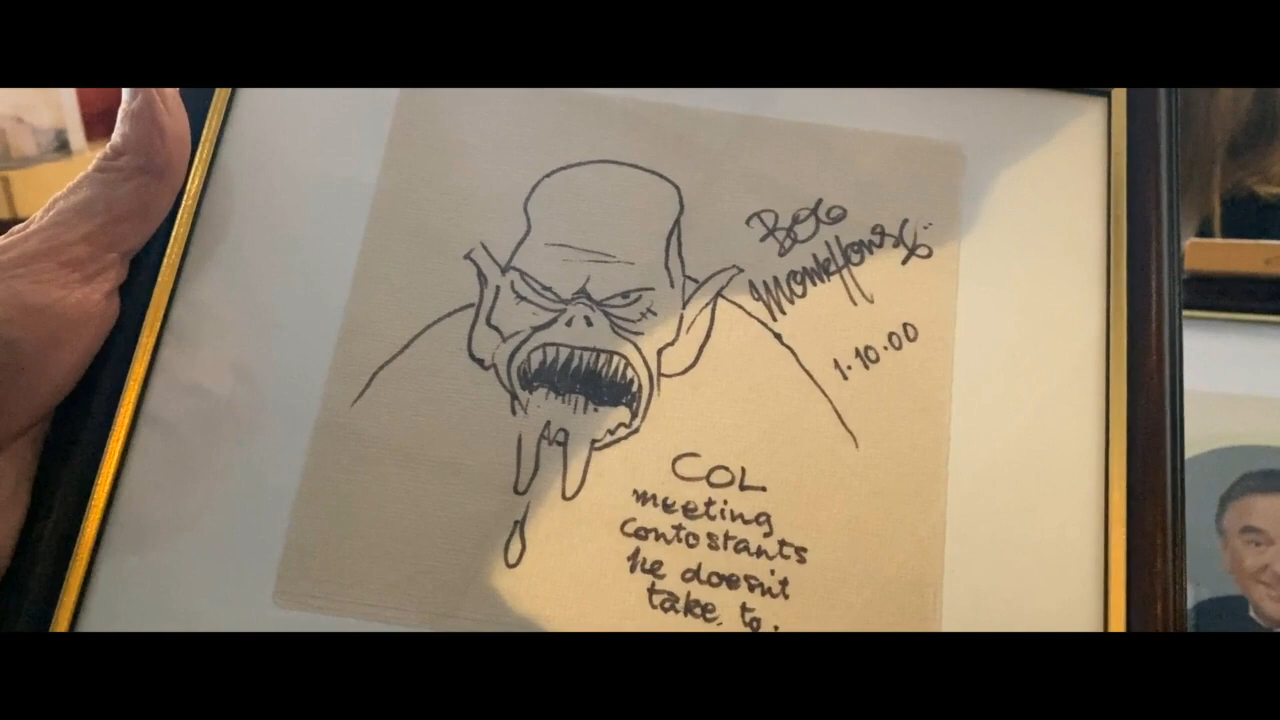 Bob
Monkhouse
1.10.00
COL
meeting
contostants
he doesn't
take to.